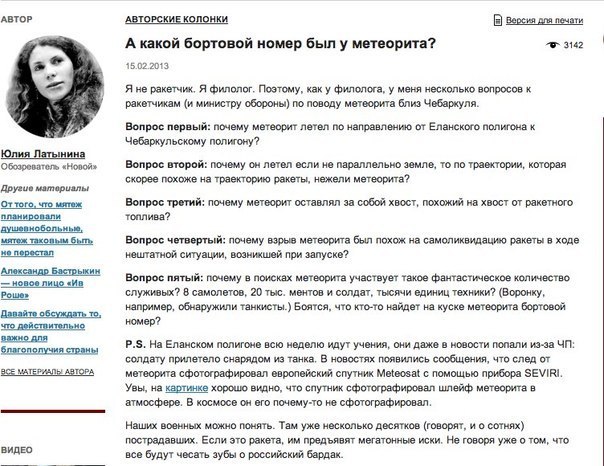 АВТОР
Юлия Латынина
Обозреватель «Новой»
Другие материалы
От того, что мятеж
планировали
душевнобольные,
мятеж таковым быть
не перестал
Александр Бастрыкин
— новое лицо «Ив
Роше»
Давайте обсуждать то,
что действительно
важно для
благополучия страны
ВСЕ МАТЕРИАЛЫ АВТОРА
ВИДЕО
АВТОРСКИЕ КОЛОНКИ
Версия для печати
А какой бортовой номер был у метеорита?
3142
15.02.2013
Я не ракетчик. Я филолог. Поэтому, как у филолога, у меня несколько вопросов к
ракетчикам (и министру обороны) по поводу метеорита близ Чебаркуля.
Вопрос первый: почему метеорит летел по направлению от Еланского полигона к
Чебаркульскому полигону?
Вопрос второй: почему он летел если не параллельно земле, то по траектории, которая
скорее похоже на траекторию ракеты, нежели метеорита?
Вопрос третий: почему метеорит оставлял за собой хвост, похожий на хвост от ракетного
топлива?
Вопрос четвертый: почему взрыв метеорита был похож на самоликвидацию ракеты в ходе
нештатной ситуации, возникшей при запуске?
Вопрос пятый: почему в поисках метеорита участвует такое фантастическое количество
служивых? 8 самолетов, 20 тыс. ментов и солдат, тысячи единиц техники? (Воронку,
например, обнаружили танкисты.) Боятся, что кто-то найдет на куске метеорита бортовой
номер?
P.S. На Еланском полигоне всю неделю идут учения, они даже в новости попали из-за ЧП:
солдату прилетело снарядом из танка. В новостях появились сообщения, что след от
метеорита сфотографировал европейский спутник Meteosat с помощью прибора SEVIRI.
Увы, на картинке хорошо видно, что спутник сфотографировал шлейф метеорита в
атмосфере. В космосе он его почему-то не сфотографировал.
Наших военных можно понять. Там уже несколько десятков (говорят, и о сотнях)
пострадавших. Если это ракета, им предъявят мегатонные иски. Не говоря уже о том, что
все будут чесать зубы о российский бардак.